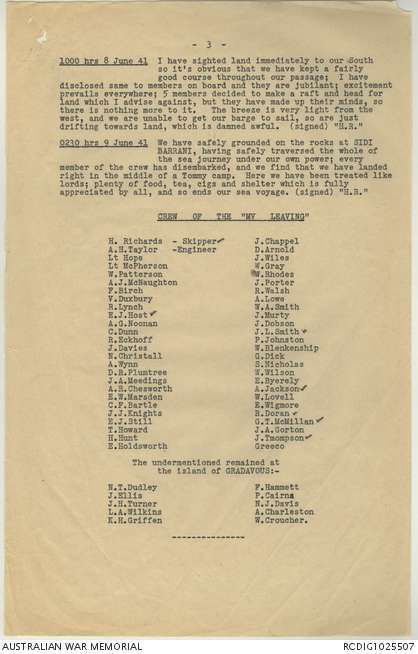 - 3 -
1000 hrs 8 June 41 I have sighted land immediately to our South
so it's obvious that we have kept a fairly
good course throughout our passage; I have
disclosed same to members on board and they are jubilant; excitement
prevails everywhere; 5 members decided to make a raft and head for
land which I advise against, but they have made up their minds, so
there is nothing more to it. The breeze is very light from the
west, and we are unable to get our barge to sail, so are just
drifting towards land, which is damned awful. (signed) "H.R."
0230 hrs 9 June 41 We have safely grounded on the rocks at SIDI
BARRANI, having safely traversed the whole of
the sea journey under our own power; every
member of the crew has disembarked, and we find that we have landed
right in the middle of a Tommy camp. Here we have been treated like
lords; plenty of food, tea, cigs and shelter which is fully
appreciated by all, and so ends our sea voyage. (signed) "H.R."
CREW OF THE "MV LEAVING"
H. Richards - Skipper
A.H.Taylor -Engineer
Lt Hope
Lt McPherson
W.Patterson
A.J.McNaughton
F.Birch
V.Duxbury
R.Lynch
E.J.Host
A.G.Noonan
C.Dunn
R.Eckhoff
J.Davies
N.Christall
A.Wynn
D.R.Plumtree
J.A.Meedings
A.R.Chesworth
E.W.Marsden
C.F.Bartle
J.J.Knights
E.J.Still
T.Howard
H.Hunt
E.Holdsworth
J.Chappel
D.Arnold
J.Wiles
W.Gray
W.Rhodes
J.Porter
R.Walsh
A.Lowe
W.A.Smith
J.Murty
J.Dobson
J.L.Smith
P.Johnston
W.Blenkenship
G.Dick
S.Nicholas
W.Wilson
E.Byerely
A.Jackson
W.Lovell
E.Wigmore
B.Doran
G.T.McMillan
J.A.Gorton
J.Tmompson
Greeco
The undermentioned remained at
the island of GRADAVOUS:-
N.T.Dudley
J.Ellis
J.H.Turner
L.A.Wilkins
K.H.Griffen
F.Hammett
P.Cairns
N.J.Davis
A.Charleston
W.Croucher.
---------------
AUSTRALIAN WAR MEMORIAL
RCDIG1025507